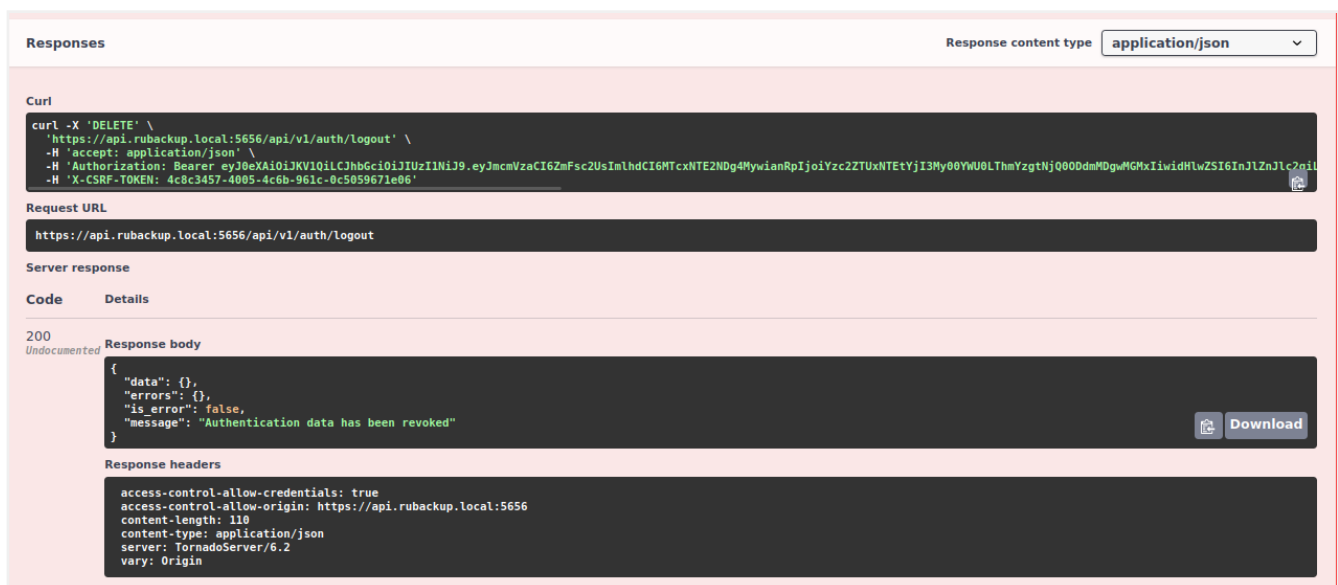 Responses
Response content type application/json
Curl
curl -X 'DELETE' \
'https://api.rubackup.local:5656/api/v1/auth/logout' \
-H 'accept: application/json' \
-H 'Authorization: Bearer eyJ0eXAiOiJKV1QiLCJhbGciOiJIUzI1NiJ9.eyJmcmVzaCI6ZmFsc2UsImlhdCI6MTcxNTE2NDg4MywianRpIjoiYzc2ZTUxNTEtYjI3My00YWU0LThmYzgtNjQ0ODdmMDgwMGMxIiwidHlwZSI6InJlZnJlc2giL
-H 'X-CSRF-TOKEN: 4c8c3457-4005-4c6b-961c-0c5059671e06'
Request URL
https://api.rubackup.local:5656/api/v1/auth/logout
Server response
Code Details
200
Undocumented
Response body
{
"data": {},
"errors": {},
"is_error": false,
"message": "Authentication data has been revoked"
}
Download
Response headers
access-control-allow-credentials: true
access-control-allow-origin: https://api.rubackup.local:5656
content-length: 110
content-type: application/json
server: TornadoServer/6.2
vary: Origin